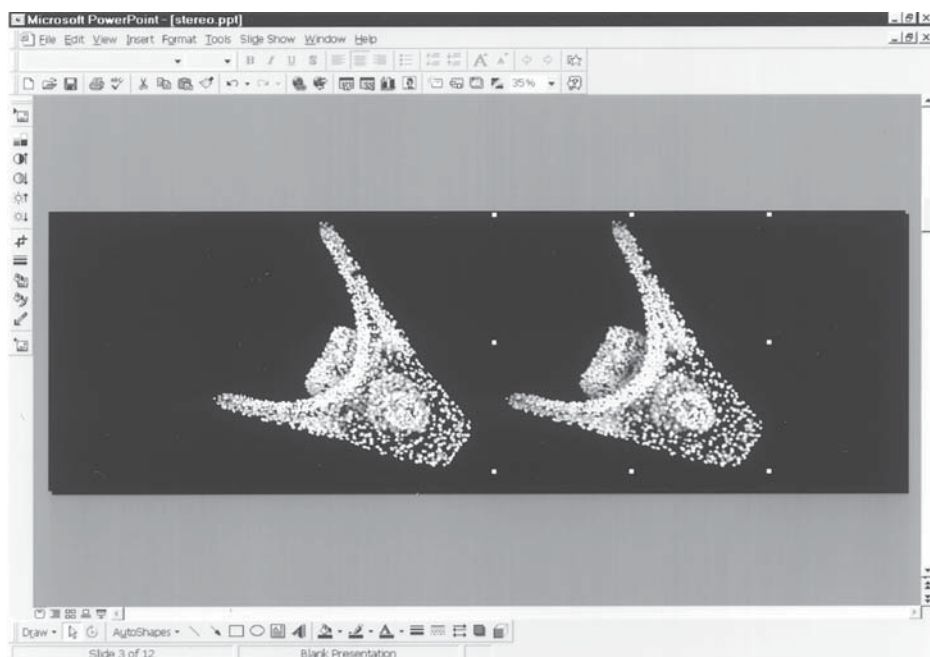 Microsoft PowerPoint - [stereo.ppt]
File Edit View Insert Format Tools Slide Show Window Help
B I U S A A
35%
Draw AutoShapes A
Slide 3 of 12 Blank Presentation